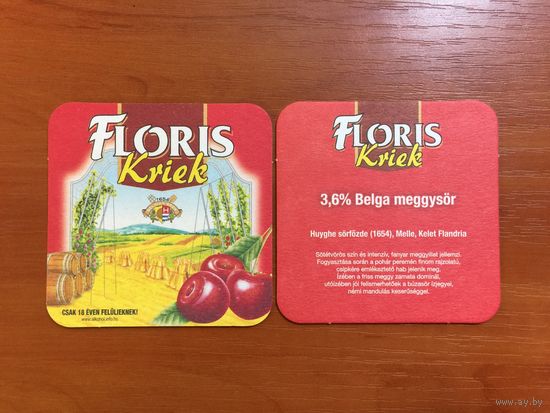 FLORIS
Kriek
1654
CSAK 18 ÉVEN FELÜLIEKNEK!
www.alkohol.info.hu
FLORIS
Kriek
3,6% Belga meggysör
Huyghe sörfőzde (1654), Melle, Kelet Flandria
Sötétvörös szín és intenzív, fanyar meggyillat jellemzi.
Fogyasztása során a pohár peremén finom rajzolatú,
csipkére emlékeztető hab jelenik meg.
Ízében a friss meggy zamata dominál,
utóízében jól felismerhetőek a búzasör ízjegyei,
némi mandulás keserűséggel.
www.ay.by